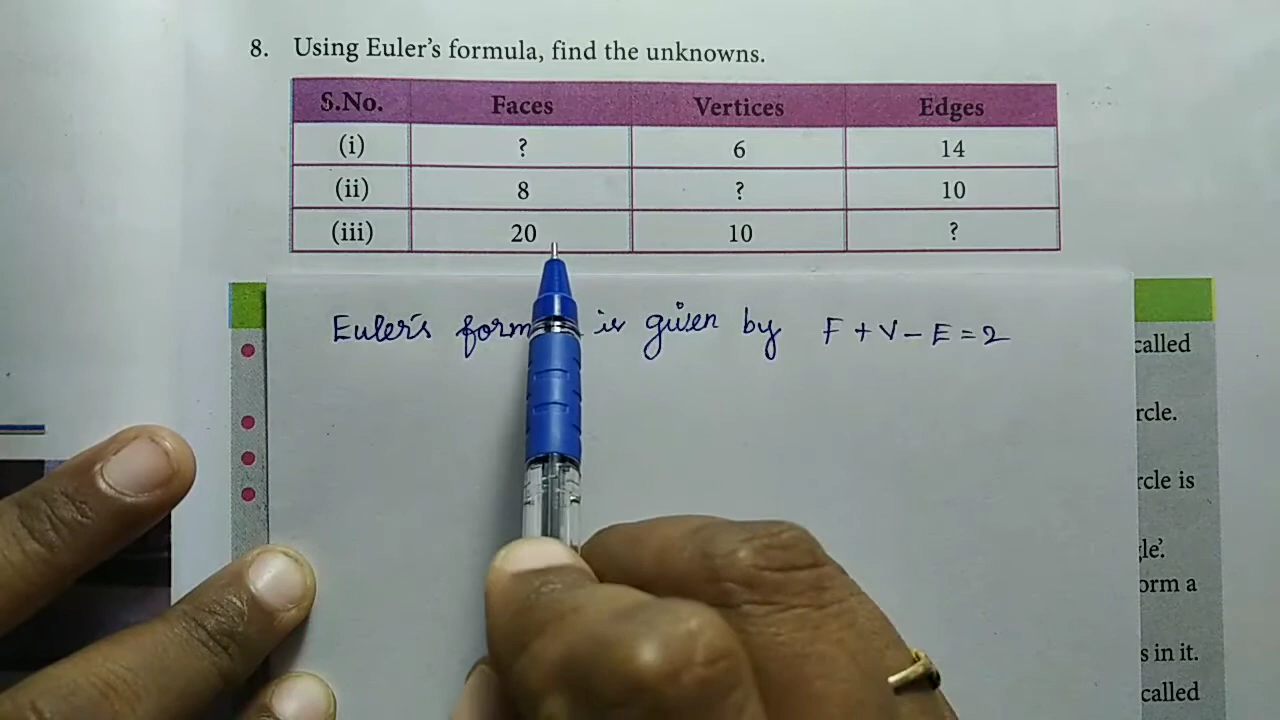 8. Using Euler's formula, find the unknowns.
S.No. Faces Vertices Edges
(i) ? 6 14
(ii) 8 ? 10
(iii) 20 10 ?
Euler's form is given by F + V - E = 2
called
rcle.
rcle is
gle'.
orm a
s in it.
called